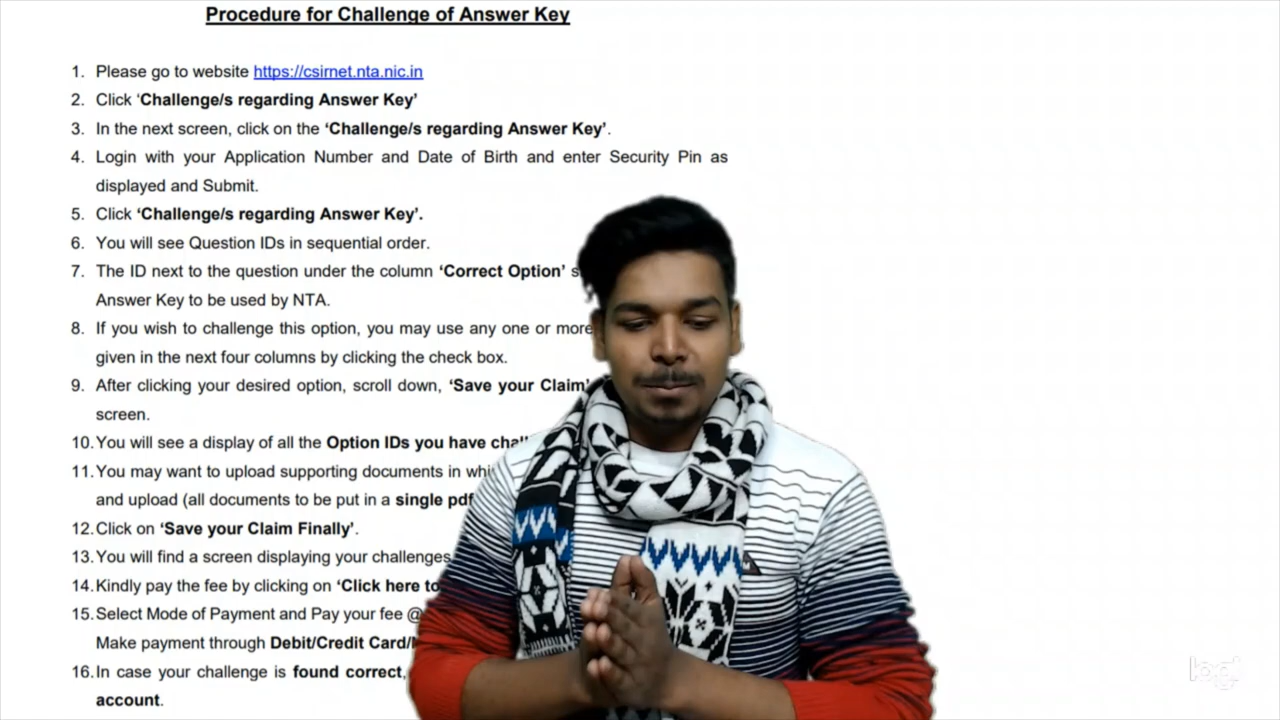 Procedure for Challenge of Answer Key
1. Please go to website https://csirnet.nta.nic.in
2. Click ‘Challenge/s regarding Answer Key’
3. In the next screen, click on the ‘Challenge/s regarding Answer Key’.
4. Login with your Application Number and Date of Birth and enter Security Pin as
displayed and Submit.
5. Click ‘Challenge/s regarding Answer Key’.
6. You will see Question IDs in sequential order.
7. The ID next to the question under the column ‘Correct Option’
Answer Key to be used by NTA.
8. If you wish to challenge this option, you may use any one or more
given in the next four columns by clicking the check box.
9. After clicking your desired option, scroll down, ‘Save your Claim’
screen.
10. You will see a display of all the Option IDs you have
11. You may want to upload supporting documents in
and upload (all documents to be put in a single pdf
12. Click on ‘Save your Claim Finally’.
13. You will find a screen displaying your challenges
14. Kindly pay the fee by clicking on ‘Click here to
15. Select Mode of Payment and Pay your fee @
Make payment through Debit/Credit Card/
16. In case your challenge is found correct,
account.
logi